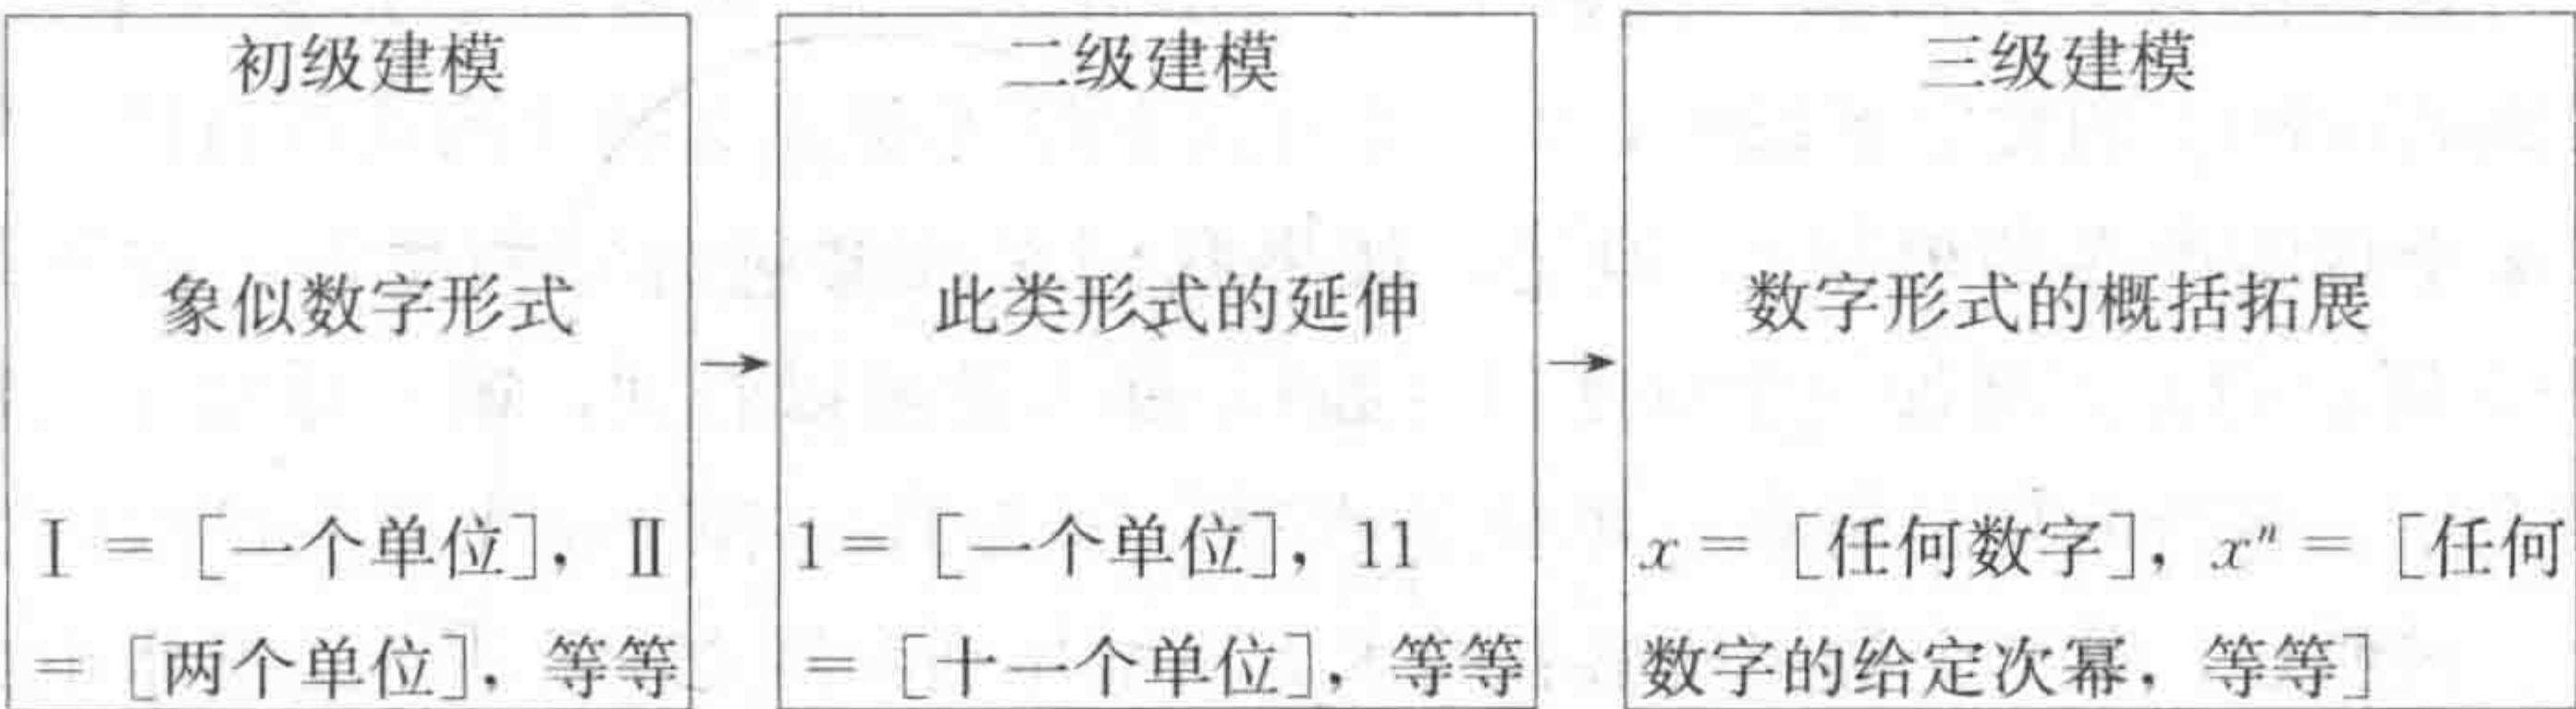 初级建模
象似数字形式
Ⅰ = [一个单位], Ⅱ
= [两个单位], 等等
→
二级建模
此类形式的延伸
1 = [一个单位], 11
= [十一个单位], 等等
→
三级建模
数字形式的概括拓展
x = [任何数字], xⁿ = [任何
数字的给定次幂, 等等]